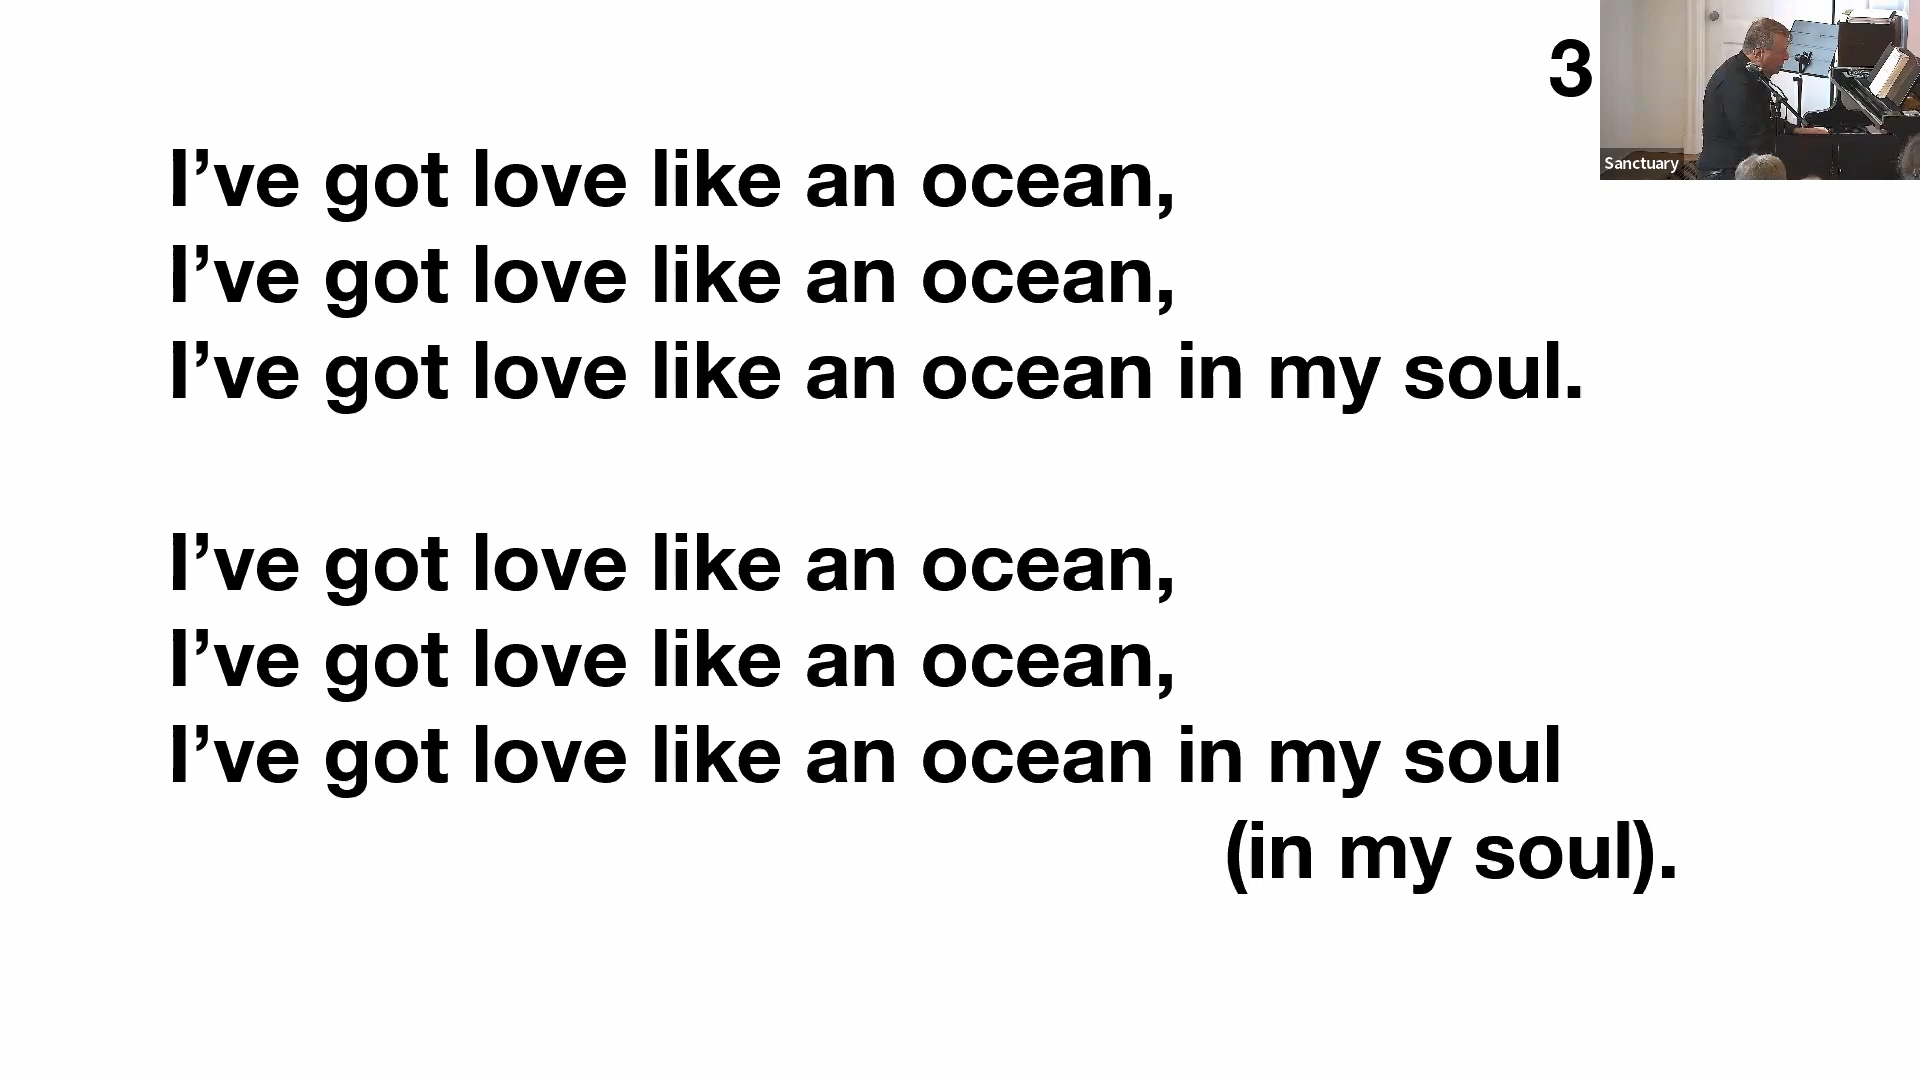 3
I’ve got love like an ocean,
I’ve got love like an ocean,
I’ve got love like an ocean in my soul.
I’ve got love like an ocean,
I’ve got love like an ocean,
I’ve got love like an ocean in my soul
(in my soul).
Sanctuary